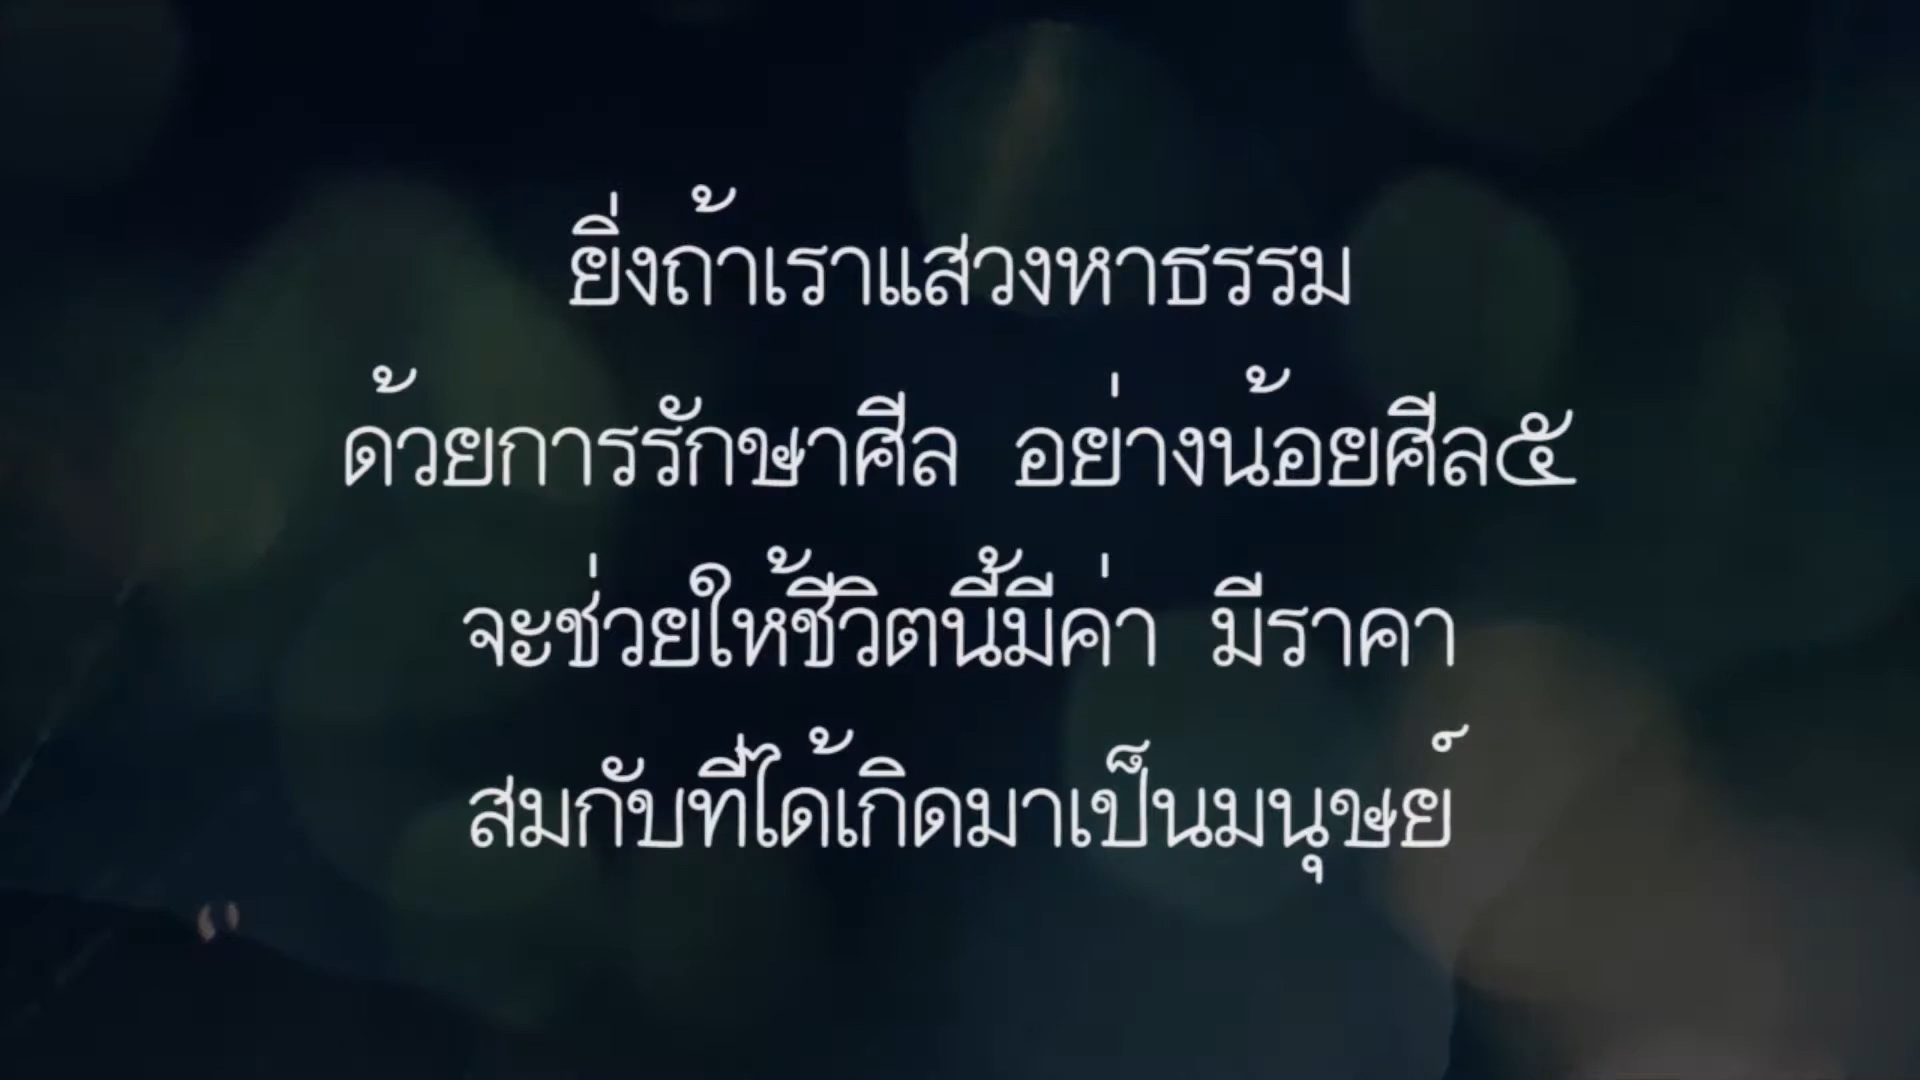 ยิ่งถ้าเราแสวงหาธรรม
ด้วยการรักษาศีล อย่างน้อยศีล๕
จะช่วยให้ชีวิตนี้มีค่า มีราคา
สมกับที่ได้เกิดมาเป็นมนุษย์